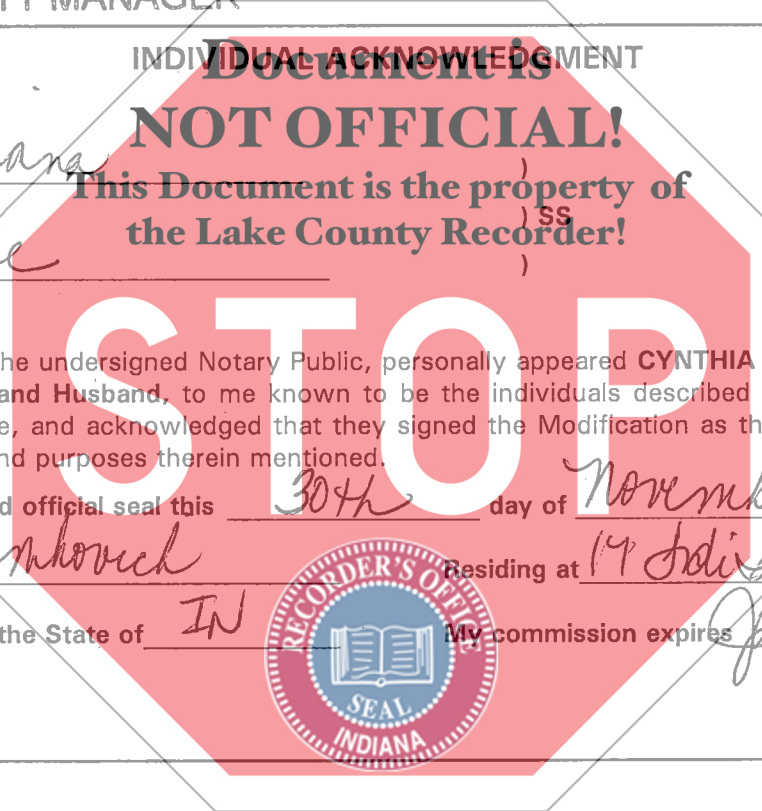 MANAGER
INDIVIDUAL ACKNOWLEDGMENT
Document is
NOT OFFICIAL!
This Document is the property of
the Lake County Recorder!
)
) SS
)
STOP
he undersigned Notary Public, personally appeared CYNTHIA
and Husband, to me known to be the individuals described
e, and acknowledged that they signed the Modification as th
nd purposes therein mentioned.
d official seal this 30th day of Novemb
Residing at
the State of IN My commission expires
RECORDER'S OFFICE
SEAL
INDIANA